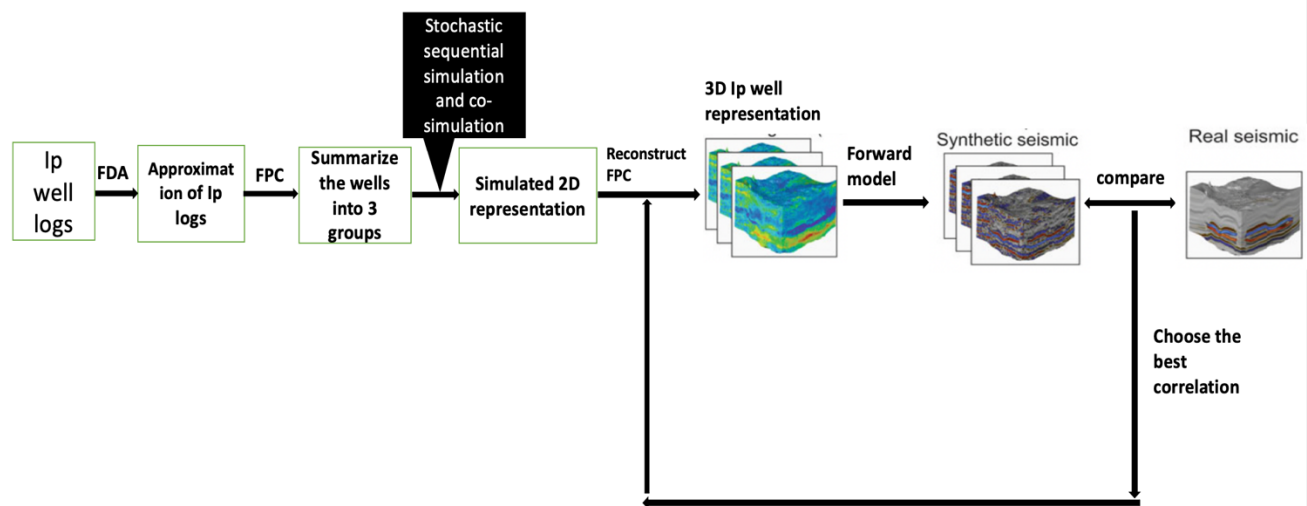 Stochastic
sequential
simulation
and co-
simulation
Ip
well
logs
FDA
Approximat
ion of Ip
logs
FPC
Summarize
the wells
into 3
groups
Simulated 2D
representation
Reconstruct
FPC
3D Ip well
representation
Forward
model
Synthetic seismic
compare
Real seismic
Choose the
best
correlation